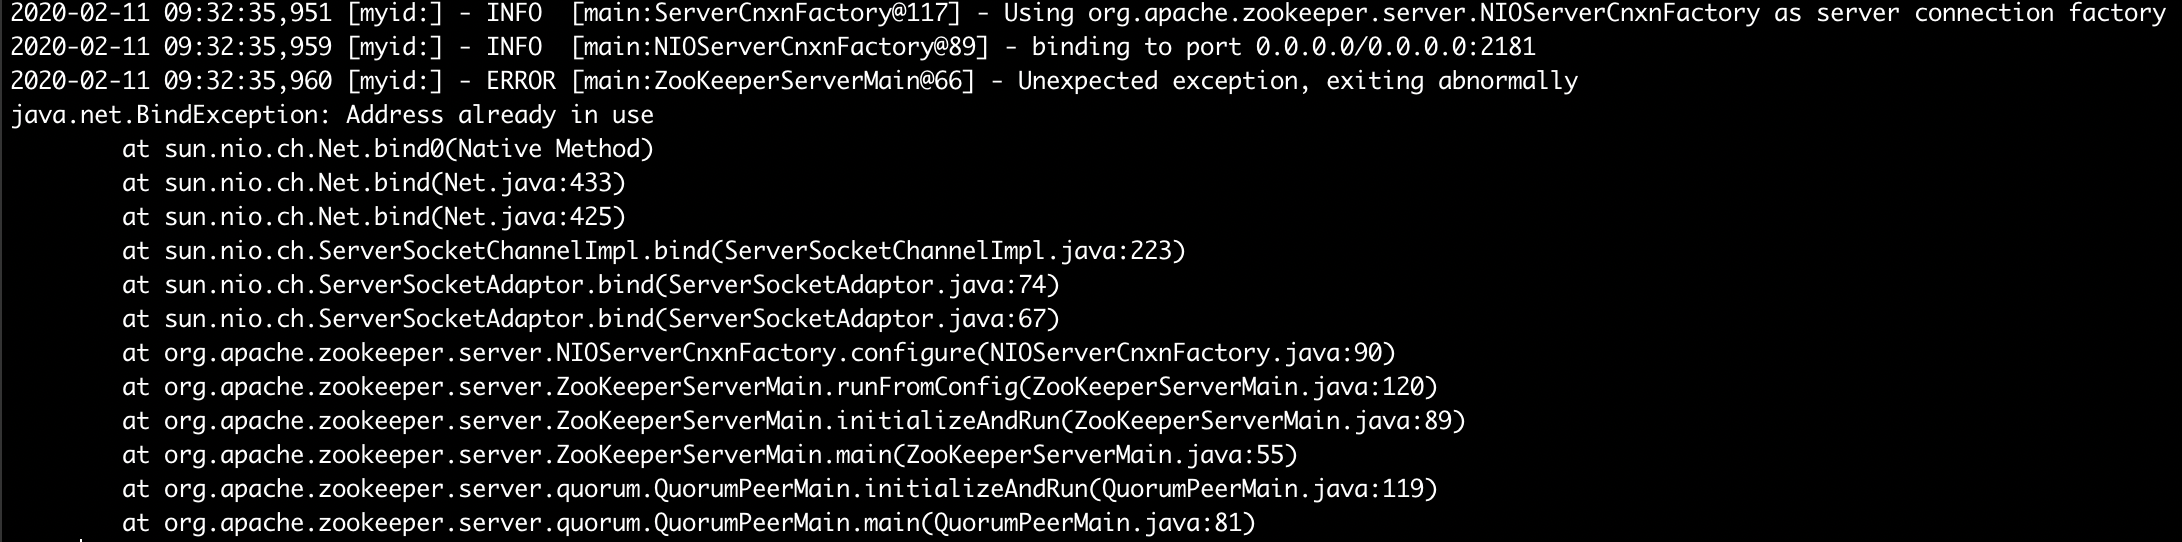 2020-02-11 09:32:35,951 [myid:] - INFO  [main:ServerCnxnFactory@117] - Using org.apache.zookeeper.server.NIOServerCnxnFactory as server connection factory
2020-02-11 09:32:35,959 [myid:] - INFO  [main:NIOServerCnxnFactory@89] - binding to port 0.0.0.0/0.0.0.0:2181
2020-02-11 09:32:35,960 [myid:] - ERROR [main:ZooKeeperServerMain@66] - Unexpected exception, exiting abnormally
java.net.BindException: Address already in use
        at sun.nio.ch.Net.bind0(Native Method)
        at sun.nio.ch.Net.bind(Net.java:433)
        at sun.nio.ch.Net.bind(Net.java:425)
        at sun.nio.ch.ServerSocketChannelImpl.bind(ServerSocketChannelImpl.java:223)
        at sun.nio.ch.ServerSocketAdaptor.bind(ServerSocketAdaptor.java:74)
        at sun.nio.ch.ServerSocketAdaptor.bind(ServerSocketAdaptor.java:67)
        at org.apache.zookeeper.server.NIOServerCnxnFactory.configure(NIOServerCnxnFactory.java:90)
        at org.apache.zookeeper.server.ZooKeeperServerMain.runFromConfig(ZooKeeperServerMain.java:120)
        at org.apache.zookeeper.server.ZooKeeperServerMain.initializeAndRun(ZooKeeperServerMain.java:89)
        at org.apache.zookeeper.server.ZooKeeperServerMain.main(ZooKeeperServerMain.java:55)
        at org.apache.zookeeper.server.quorum.QuorumPeerMain.initializeAndRun(QuorumPeerMain.java:119)
        at org.apache.zookeeper.server.quorum.QuorumPeerMain.main(QuorumPeerMain.java:81)